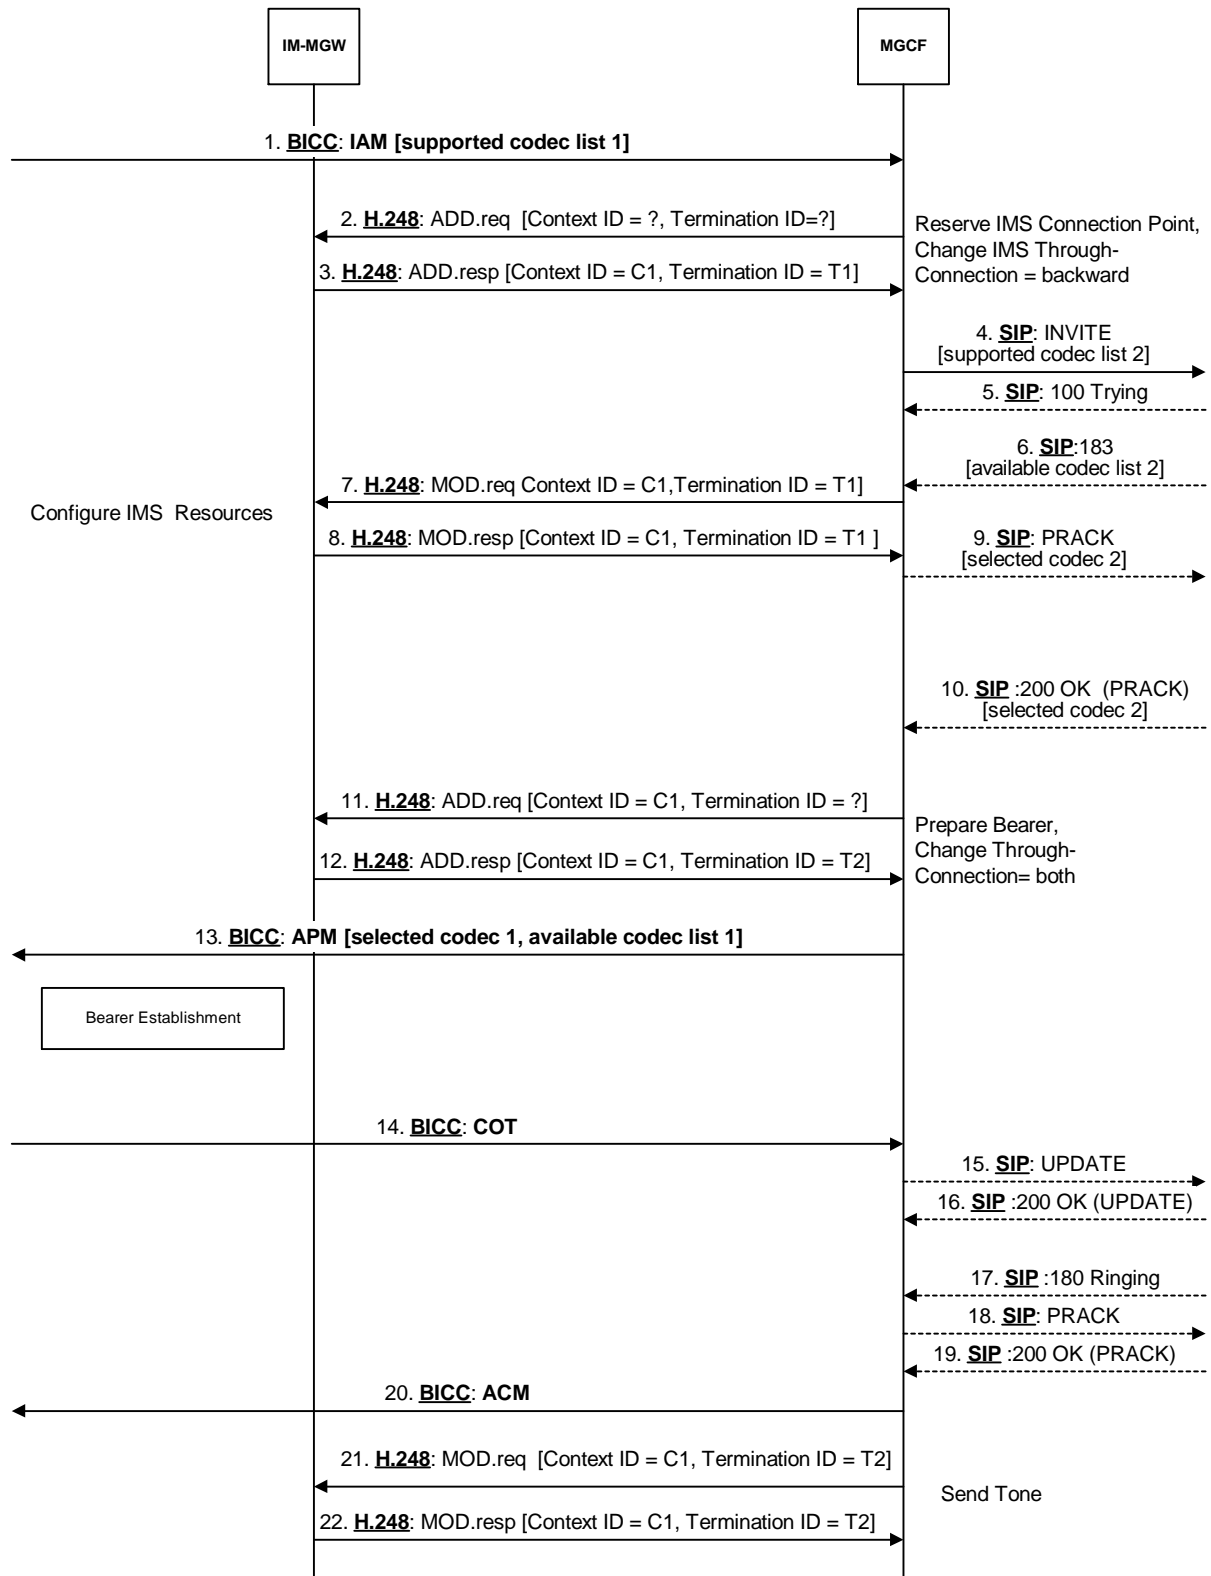 IM-MGW
MGCF
1. BICC: IAM [supported codec list 1]
2. H.248: ADD.req [Context ID = ?, Termination ID=?]
Reserve IMS Connection Point,
Change IMS Through-
Connection = backward
3. H.248: ADD.resp [Context ID = C1, Termination ID = T1]
4. SIP: INVITE
[supported codec list 2]
5. SIP: 100 Trying
6. SIP:183
[available codec list 2]
7. H.248: MOD.req Context ID = C1,Termination ID = T1]
Configure IMS Resources
8. H.248: MOD.resp [Context ID = C1, Termination ID = T1 ]
9. SIP: PRACK
[selected codec 2]
10. SIP :200 OK (PRACK)
[selected codec 2]
11. H.248: ADD.req [Context ID = C1, Termination ID = ?]
Prepare Bearer,
Change Through-
Connection= both
12. H.248: ADD.resp [Context ID = C1, Termination ID = T2]
13. BICC: APM [selected codec 1, available codec list 1]
Bearer Establishment
14. BICC: COT
15. SIP: UPDATE
16. SIP :200 OK (UPDATE)
17. SIP :180 Ringing
18. SIP: PRACK
19. SIP :200 OK (PRACK)
20. BICC: ACM
21. H.248: MOD.req [Context ID = C1, Termination ID = T2]
Send Tone
22. H.248: MOD.resp [Context ID = C1, Termination ID = T2]